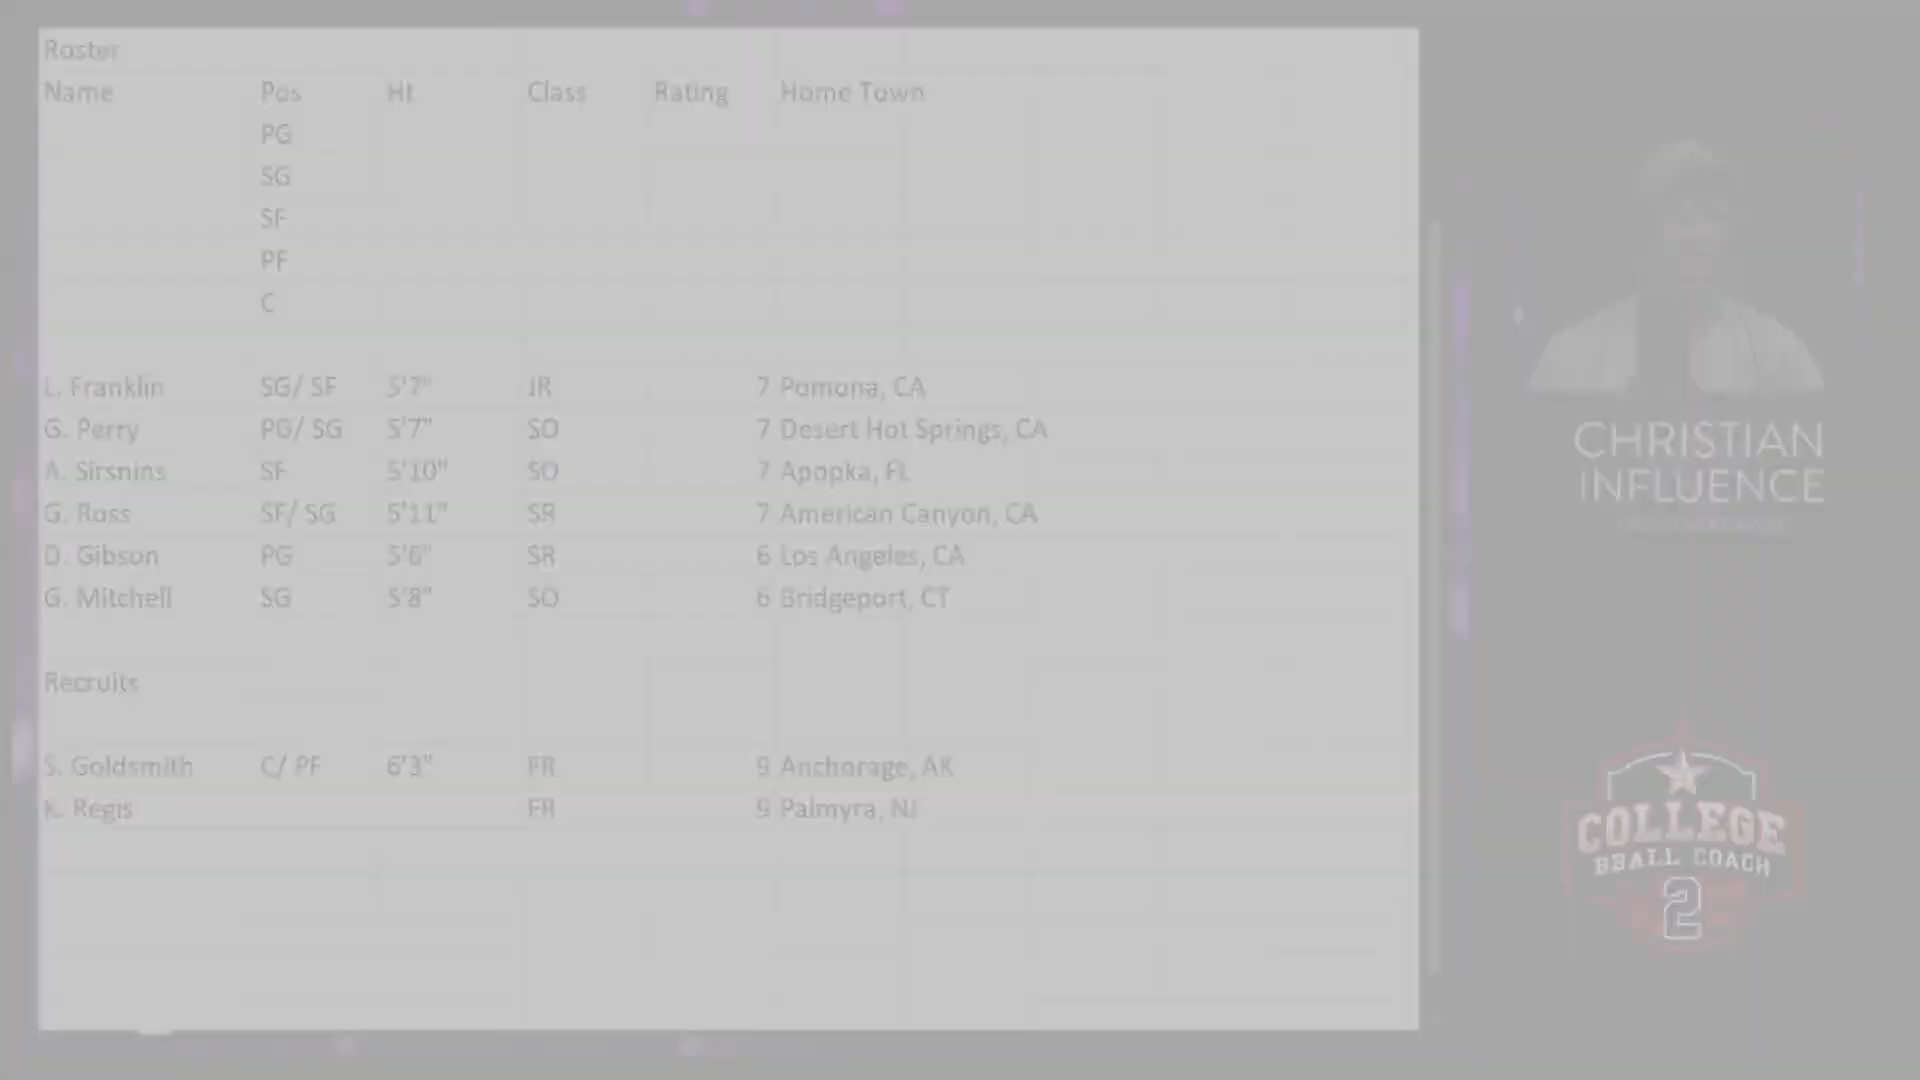 Roster
Name Pos Ht Class Rating Home Town
PG
SG
SF
PF
C
L. Franklin SG/ SF 5'7" JR 7 Pomona, CA
G. Perry PG/ SG 5'7" SO 7 Desert Hot Springs, CA
A. Sirsnins SF 5'10" SO 7 Apopka, FL
G. Ross SF/ SG 5'11" SR 7 American Canyon, CA
D. Gibson PG 5'6" SR 6 Los Angeles, CA
G. Mitchell SG 5'8" SO 6 Bridgeport, CT
Recruits
S. Goldsmith C/ PF 6'3" FR 9 Anchorage, AK
K. Regis FR 9 Palmyra, NJ
CHRISTIAN
INFLUENCE
COLLEGE
BBALL COACH
2